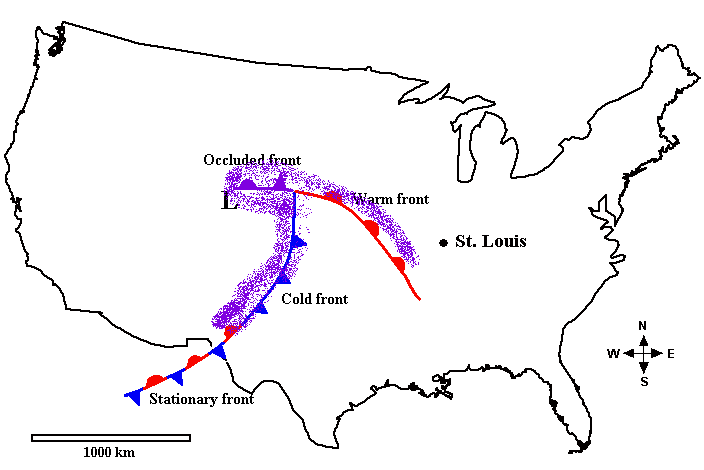 Occluded front
L
Warm front
St. Louis
Cold front
N
W
E
S
Stationary front
1000 km